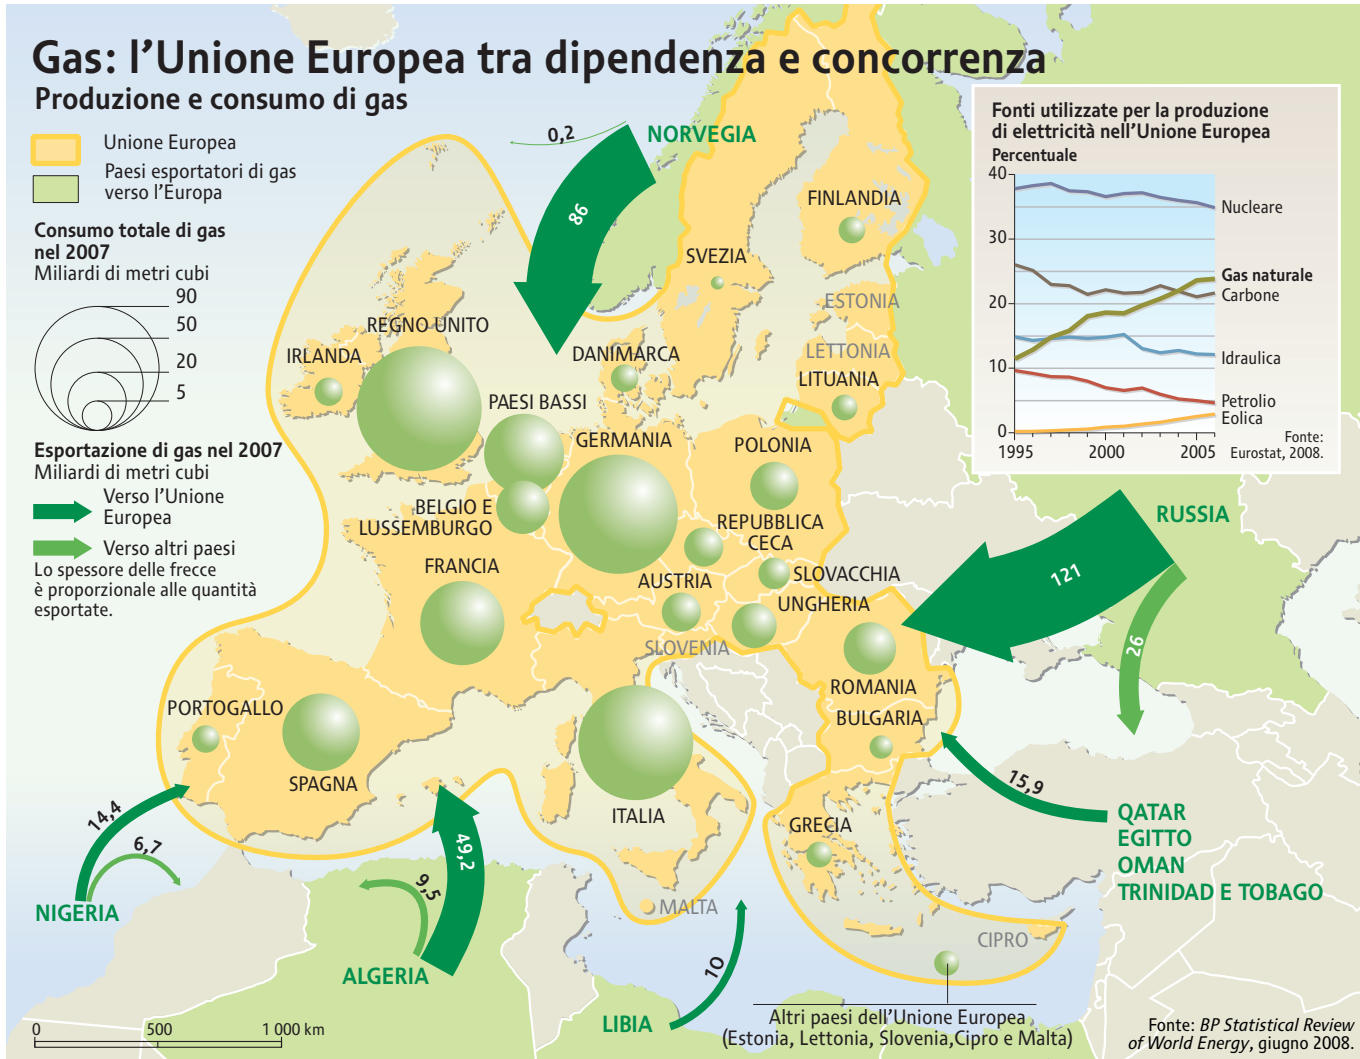 Gas: l'Unione Europea tra dipendenza e concorrenza
Produzione e consumo di gas
Unione Europea
Paesi esportatori di gas
verso l'Europa
Consumo totale di gas
nel 2007
Miliardi di metri cubi
90
50
20
5
Esportazione di gas nel 2007
Miliardi di metri cubi
Verso l'Unione
Europea
Verso altri paesi
Lo spessore delle frecce
è proporzionale alle quantità
esportate.
0,2
NORVEGIA
86
FINLANDIA
SVEZIA
ESTONIA
REGNO UNITO
IRLANDA
DANIMARCA
LETTONIA
LITUANIA
PAESI BASSI
GERMANIA
POLONIA
BELGIO E
LUSSEMBURGO
REPUBBLICA
CECA
FRANCIA
AUSTRIA
SLOVACCHIA
UNGHERIA
SLOVENIA
ROMANIA
BULGARIA
PORTOGALLO
SPAGNA
ITALIA
GRECIA
MALTA
CIPRO
RUSSIA
121
26
15,9
QATAR
EGITTO
OMAN
TRINIDAD E TOBAGO
14,4
6,7
NIGERIA
49,2
9,5
ALGERIA
10
LIBIA
Altri paesi dell'Unione Europea
(Estonia, Lettonia, Slovenia,Cipro e Malta)
0
500
1 000 km
Fonte: BP Statistical Review
of World Energy, giugno 2008.
Fonti utilizzate per la produzione
di elettricità nell'Unione Europea
Percentuale
40
30
20
10
0
1995
2000
2005
Nucleare
Gas naturale
Carbone
Idraulica
Petrolio
Eolica
Fonte:
Eurostat, 2008.